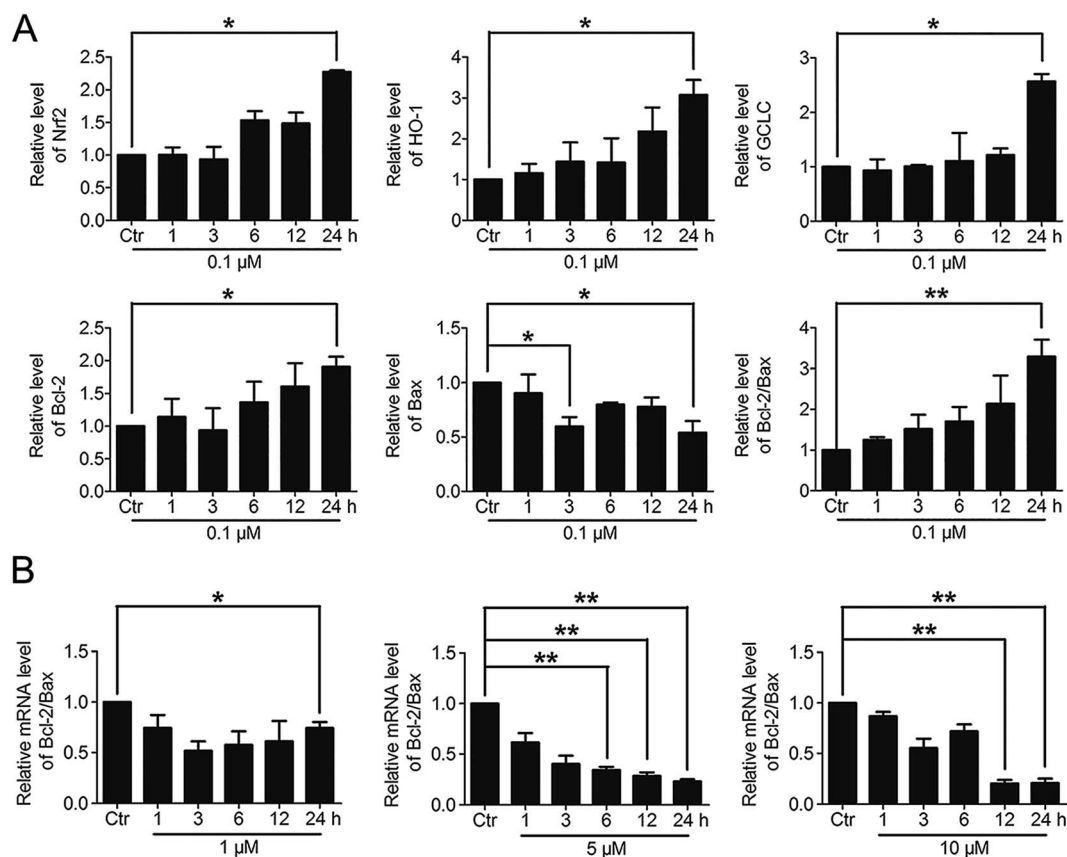 A
*
Relative level
of Nrf2
2.5
2.0
1.5
1.0
0.5
0.0
Ctr 1 3 6 12 24 h
0.1 µM
*
Relative level
of HO-1
4
3
2
1
0
Ctr 1 3 6 12 24 h
0.1 µM
*
Relative level
of GCLC
3
2
1
0
Ctr 1 3 6 12 24 h
0.1 µM
*
Relative level
of Bcl-2
2.5
2.0
1.5
1.0
0.5
0.0
Ctr 1 3 6 12 24 h
0.1 µM
*
*
Relative level
of Bax
1.5
1.0
0.5
0.0
Ctr 1 3 6 12 24 h
0.1 µM
**
Relative level
of Bcl-2/Bax
4
3
2
1
0
Ctr 1 3 6 12 24 h
0.1 µM
B
*
Relative mRNA level
of Bcl-2/Bax
1.5
1.0
0.5
0.0
Ctr 1 3 6 12 24 h
1 µM
**
**
**
Relative mRNA level
of Bcl-2/Bax
1.5
1.0
0.5
0.0
Ctr 1 3 6 12 24 h
5 µM
**
**
Relative mRNA level
of Bcl-2/Bax
1.5
1.0
0.5
0.0
Ctr 1 3 6 12 24 h
10 µM